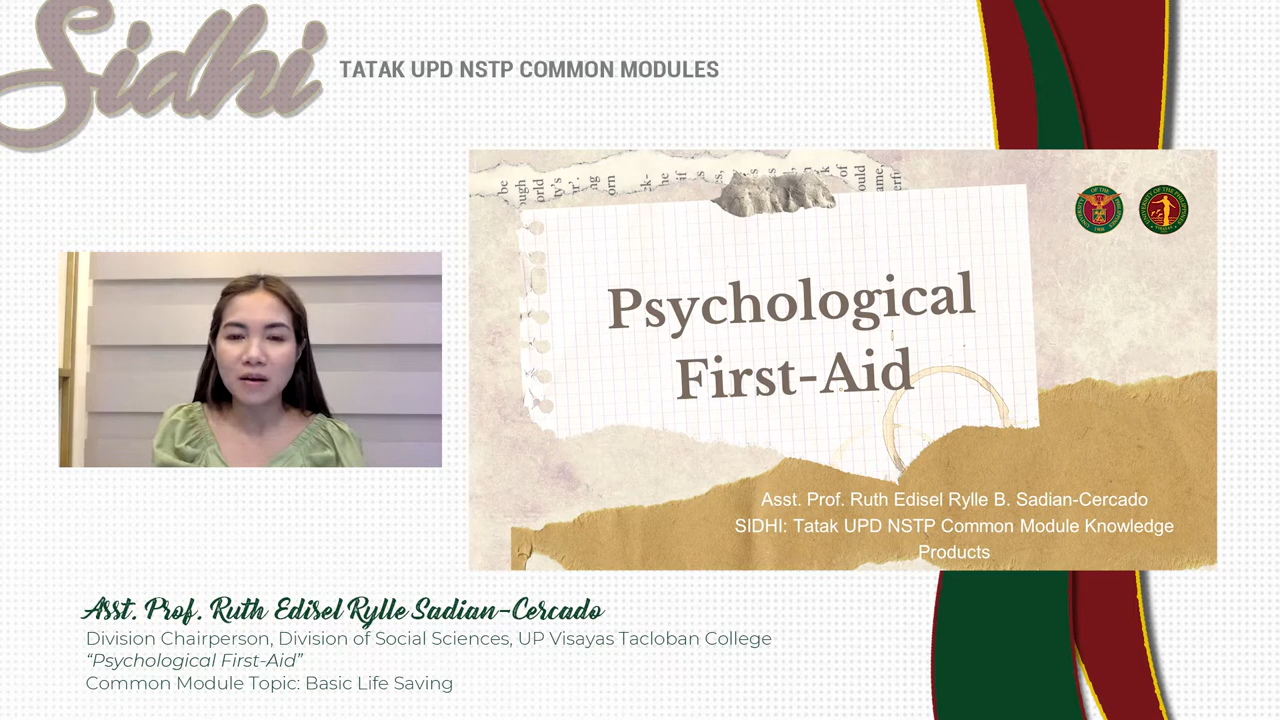 Sidhi
TATAK UPD NSTP COMMON MODULES
Psychological
First-Aid
Asst. Prof. Ruth Edisel Rylle B. Sadian-Cercado
SIDHI: Tatak UPD NSTP Common Module Knowledge
Products
Asst. Prof. Ruth Edisel Rylle Sadian-Cercado
Division Chairperson, Division of Social Sciences, UP Visayas Tacloban College
“Psychological First-Aid”
Common Module Topic: Basic Life Saving